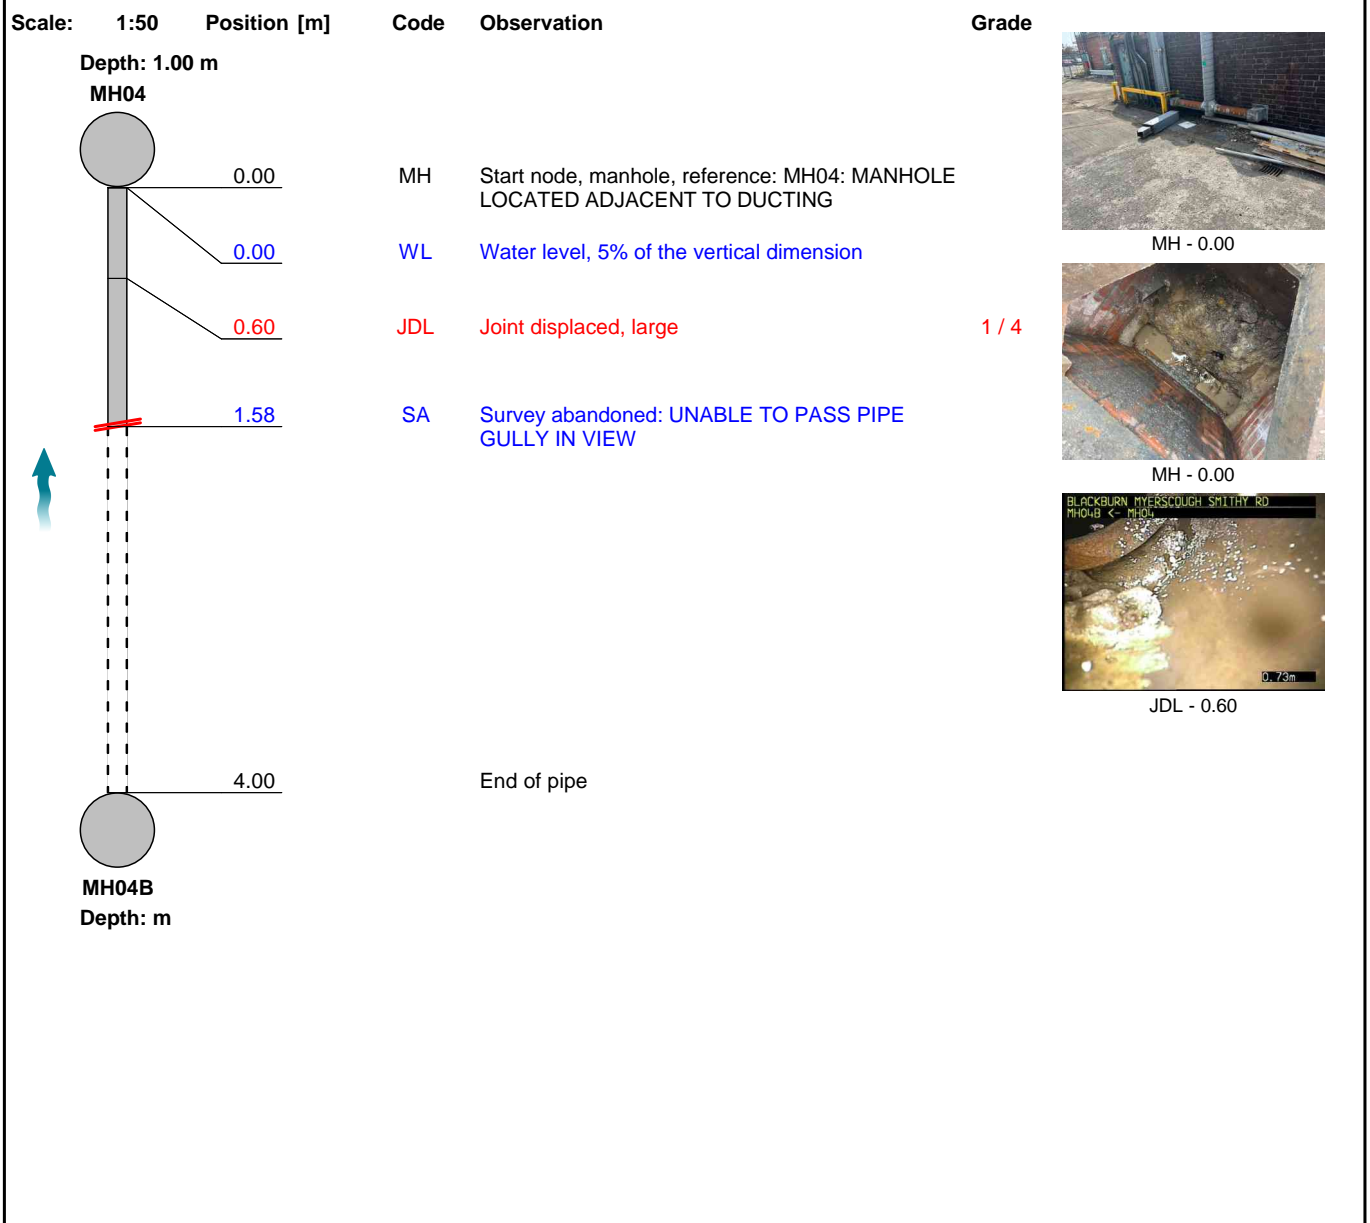 Scale: 1:50 Position [m] Code Observation Grade
Depth: 1.00 m
MH04
0.00 MH Start node, manhole, reference: MH04: MANHOLE
LOCATED ADJACENT TO DUCTING
0.00 WL Water level, 5% of the vertical dimension
0.60 JDL Joint displaced, large 1 / 4
1.58 SA Survey abandoned: UNABLE TO PASS PIPE
GULLY IN VIEW
4.00 End of pipe
MH04B
Depth: m
MH - 0.00
MH - 0.00
BLACKBURN MYERSCOUGH SMITHY RD
MH04B <- MH04
0.73m
JDL - 0.60